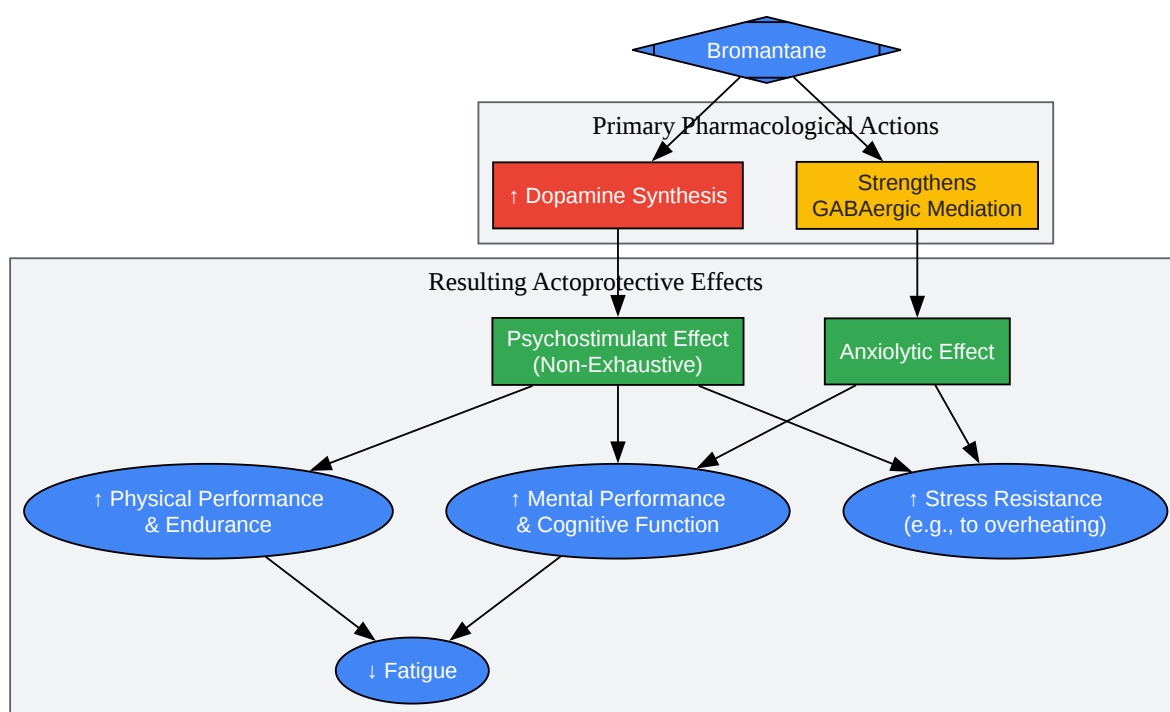 Bromantane
Primary Pharmacological Actions
↑ Dopamine Synthesis
Strengthens
GABAergic Mediation
Resulting Actoprotective Effects
Psychostimulant Effect
(Non-Exhaustive)
Anxiolytic Effect
↑ Physical Performance
& Endurance
↑ Mental Performance
& Cognitive Function
↑ Stress Resistance
(e.g., to overheating)
↓ Fatigue